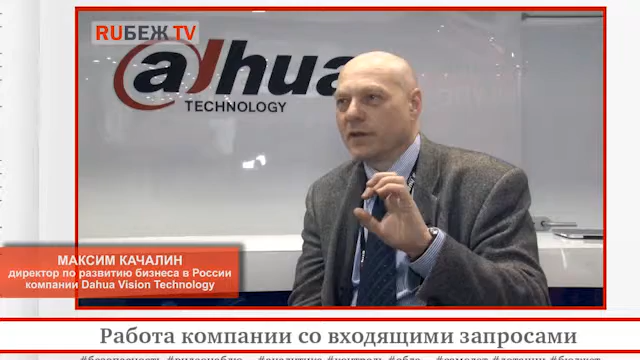 RUБЕЖ TV
alhua
TECHNOLOGY
МАКСИМ КАЧАЛИН
директор по развитию бизнеса в России
компании Dahua Vision Technology
Работа компании со входящими запросами